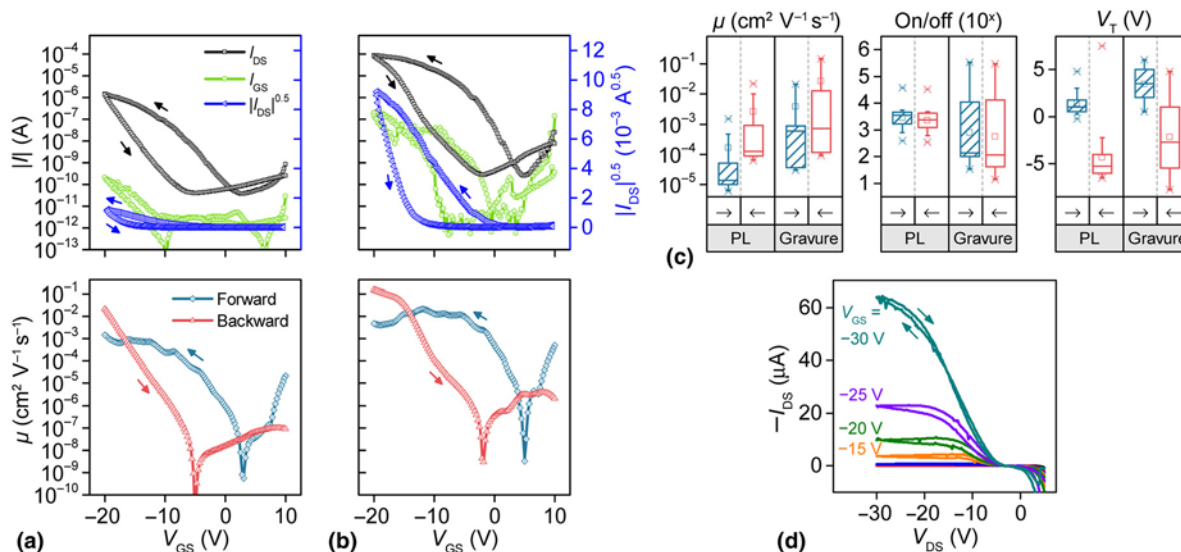 10⁻⁴
10⁻⁵
10⁻⁶
10⁻⁷
10⁻⁸
10⁻⁹
10⁻¹⁰
10⁻¹¹
10⁻¹²
10⁻¹³
|I| (A)
I_DS
I_GS
|I_DS|^0.5
12
10
8
6
4
2
0
|I_DS|^0.5 (10⁻³ A^0.5)
10⁻¹
10⁻²
10⁻³
10⁻⁴
10⁻⁵
10⁻⁶
10⁻⁷
10⁻⁸
10⁻⁹
10⁻¹⁰
μ (cm² V⁻¹ s⁻¹)
Forward
Backward
−20 −10 0 10
−20 −10 0 10
(a) V_GS (V)
(b) V_GS (V)
μ (cm² V⁻¹ s⁻¹)
On/off (10ˣ)
V_T (V)
10⁻¹
10⁻²
10⁻³
10⁻⁴
10⁻⁵
6
5
4
3
2
1
5
0
−5
→ ← → ←
→ ← → ←
→ ← → ←
(c)
PL Gravure
PL Gravure
PL Gravure
60
40
20
0
−I_DS (μA)
V_GS =
−30 V
−25 V
−20 V
−15 V
−30 −20 −10 0
(d) V_DS (V)